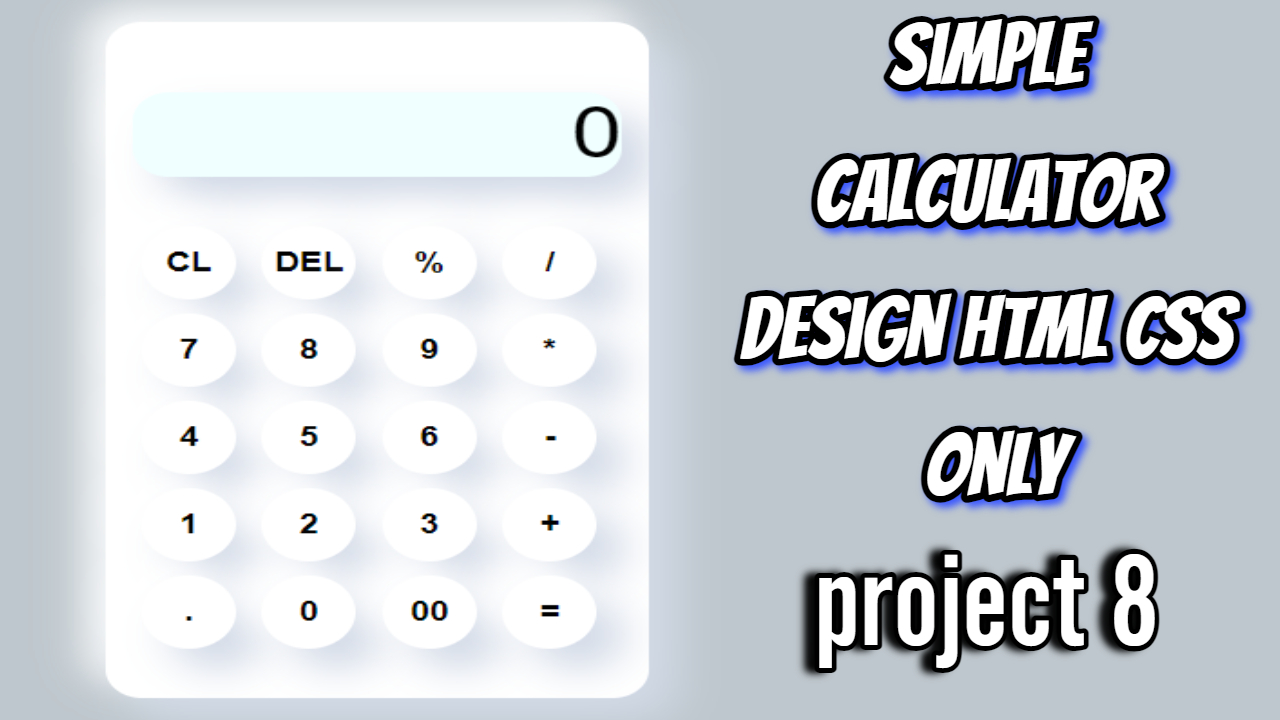 0
CL DEL % /
7 8 9 *
4 5 6 -
1 2 3 +
. 0 00 =
SIMPLE
CALCULATOR
DESIGN HTML CSS
ONLY
project 8